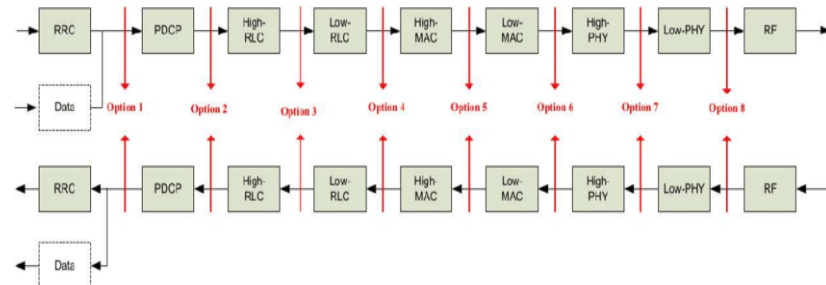 RRC
PDCP
High-
RLC
Low-
RLC
High-
MAC
Low-
MAC
High-
PHY
Low-PHY
RF
Data
Option 1
Option 2
Option 3
Option 4
Option 5
Option 6
Option 7
Option 8
RRC
PDCP
High-
RLC
Low-
RLC
High-
MAC
Low-
MAC
High-
PHY
Low-PHY
RF
Data